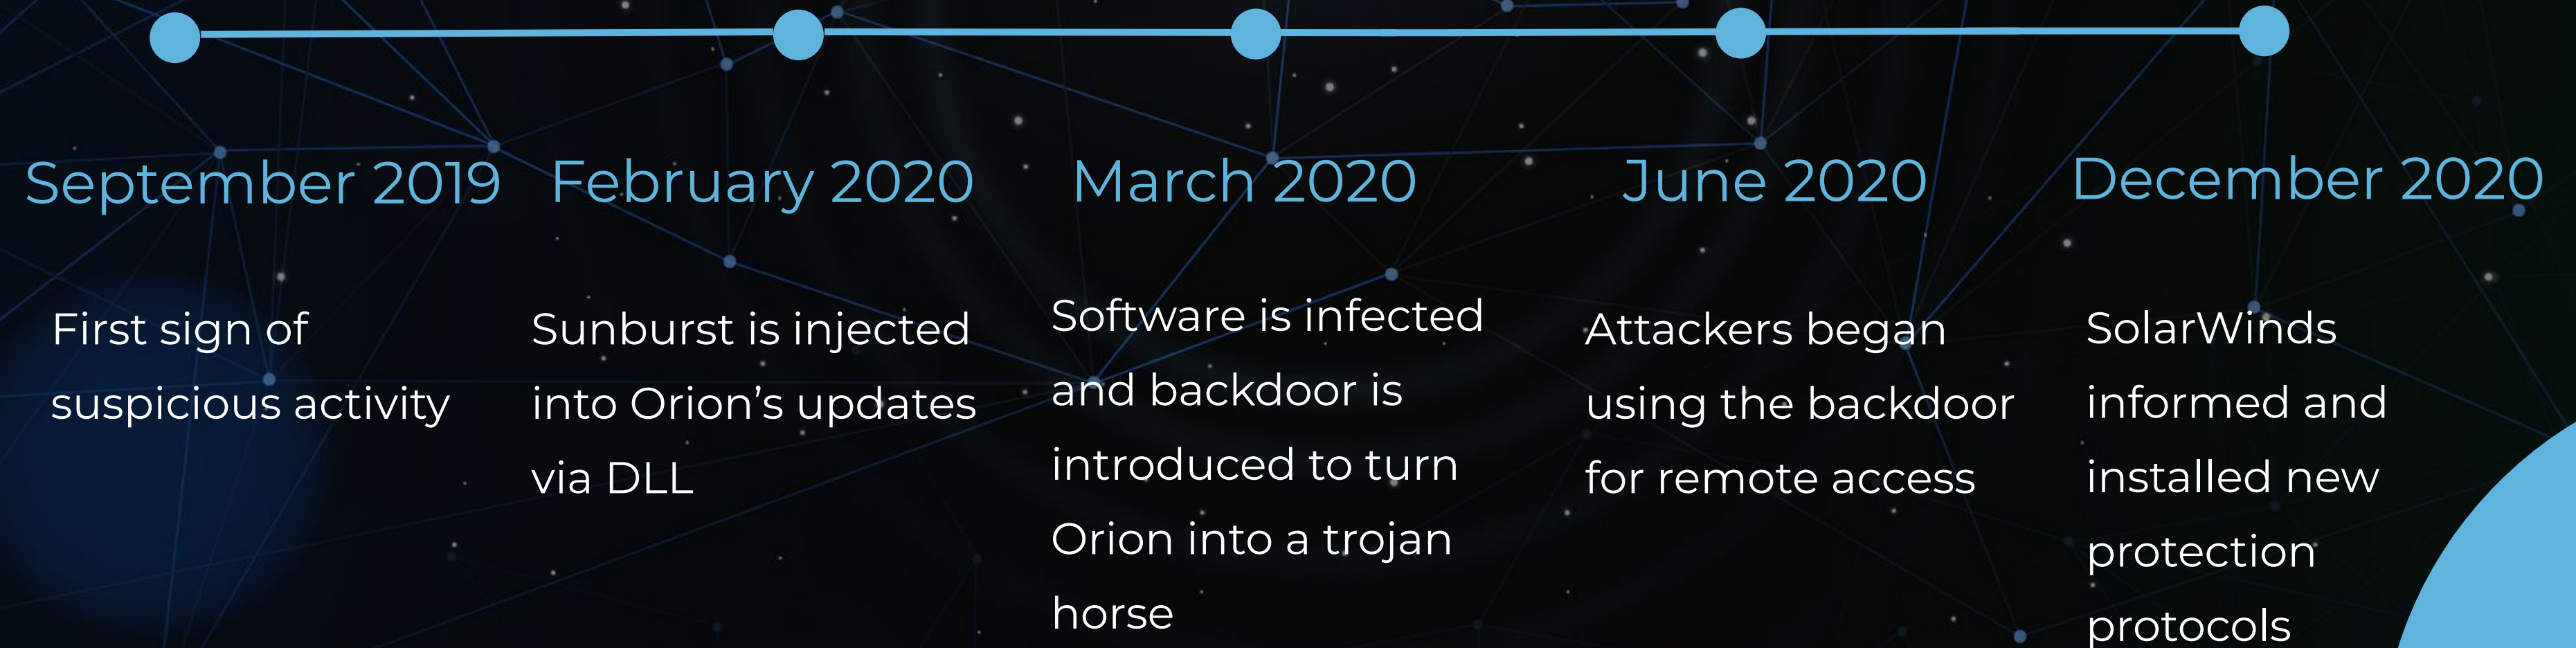 September 2019
First sign of
suspicious activity
February 2020
Sunburst is injected
into Orion’s updates
via DLL
March 2020
Software is infected
and backdoor is
introduced to turn
Orion into a trojan
horse
June 2020
Attackers began
using the backdoor
for remote access
December 2020
SolarWinds
informed and
installed new
protection
protocols